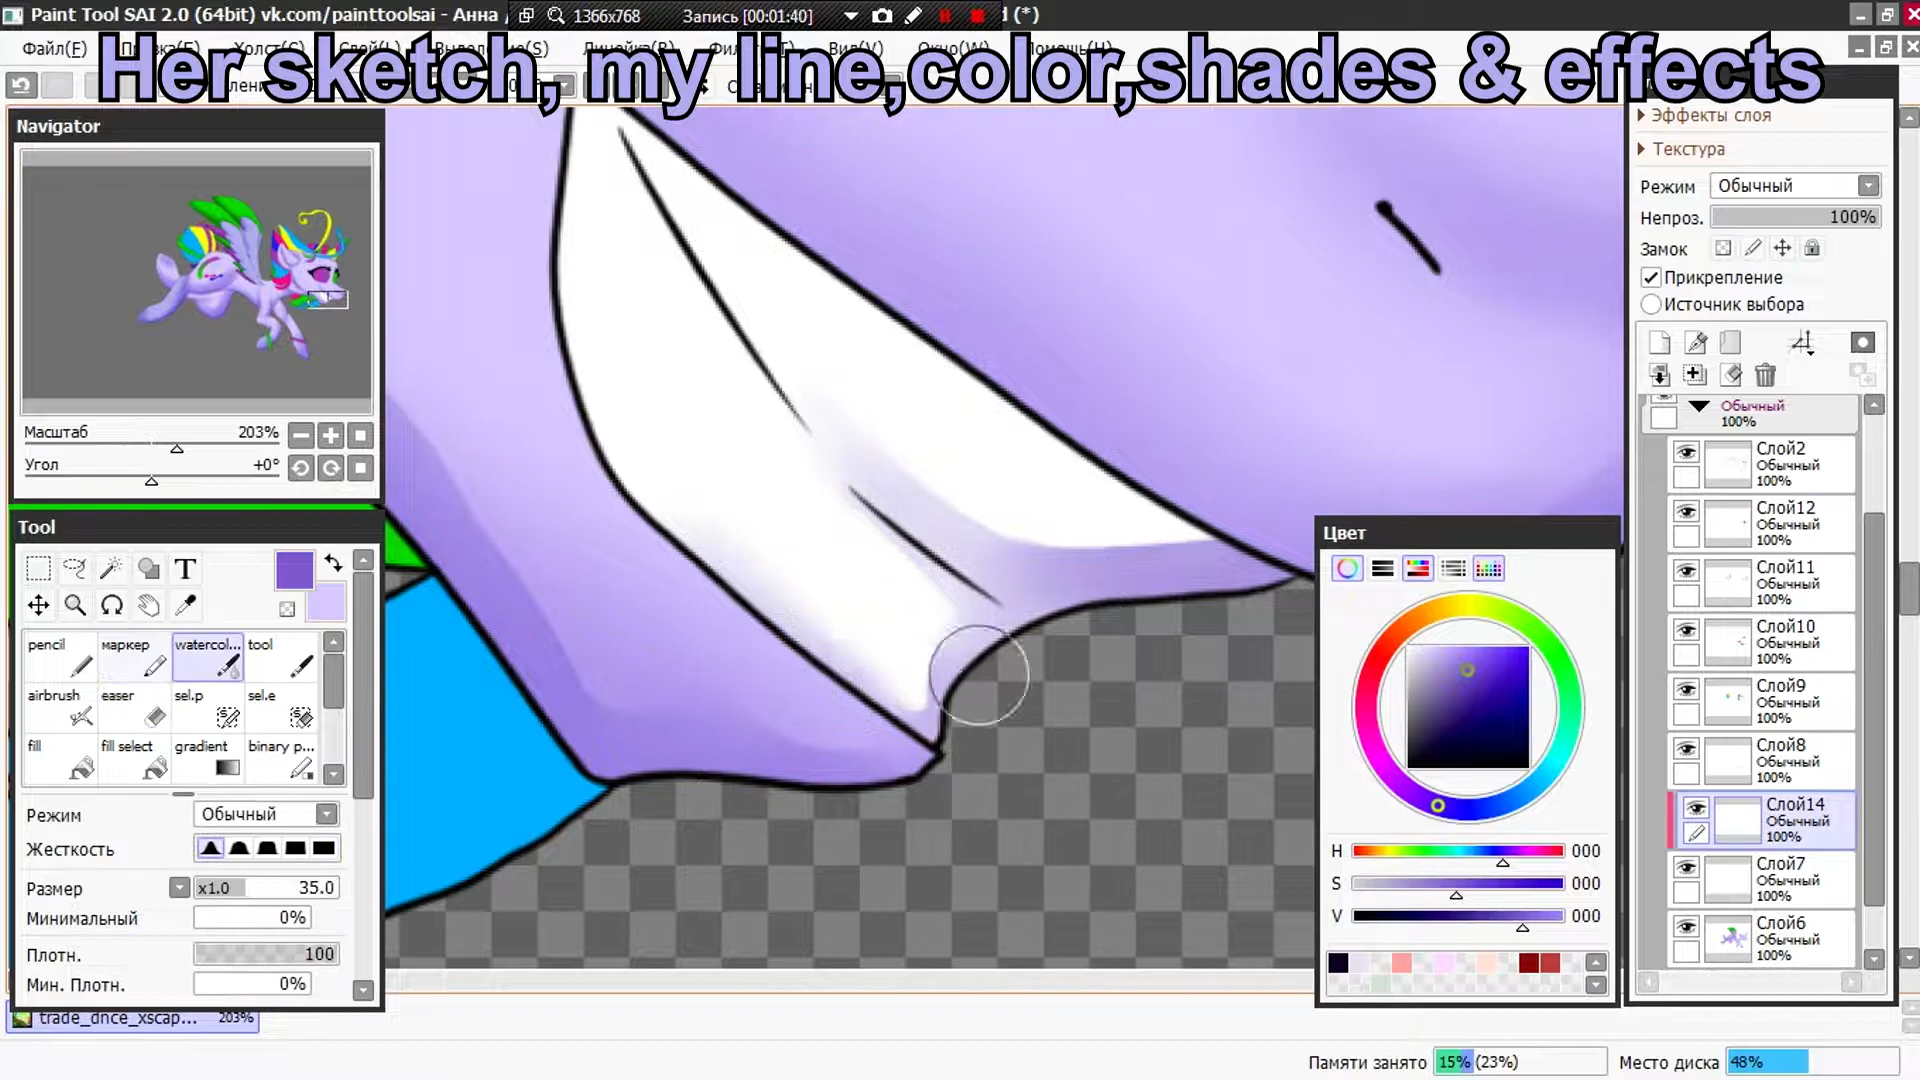 Paint Tool SAI 2.0 (64bit) vk.com/painttoolsai - Анна
1366x768
Запись [00:01:40]
d (*)
Файл(F)
Холст(C)
Вид(V)
Her sketch, my line,color,shades & effects
Navigator
Масштаб 203%
Угол +0°
Tool
T
pencil маркер watercol... tool
airbrush easer sel.p sel.e
fill fill select gradient binary p...
Режим Обычный
Жесткость
Размер x1.0 35.0
Минимальный 0%
Плотн. 100
Мин. Плотн. 0%
trade_dnce_xscap... 203%
Эффекты слоя
Текстура
Режим Обычный
Непроз. 100%
Замок
Прикрепление
Источник выбора
Обычный
100%
Слой2
Обычный
100%
Слой12
Обычный
100%
Слой11
Обычный
100%
Слой10
Обычный
100%
Слой9
Обычный
100%
Слой8
Обычный
100%
Слой14
Обычный
100%
Слой7
Обычный
100%
Слой6
Обычный
100%
Цвет
H 000
S 000
V 000
Памяти занято 15% (23%)
Место диска 48%